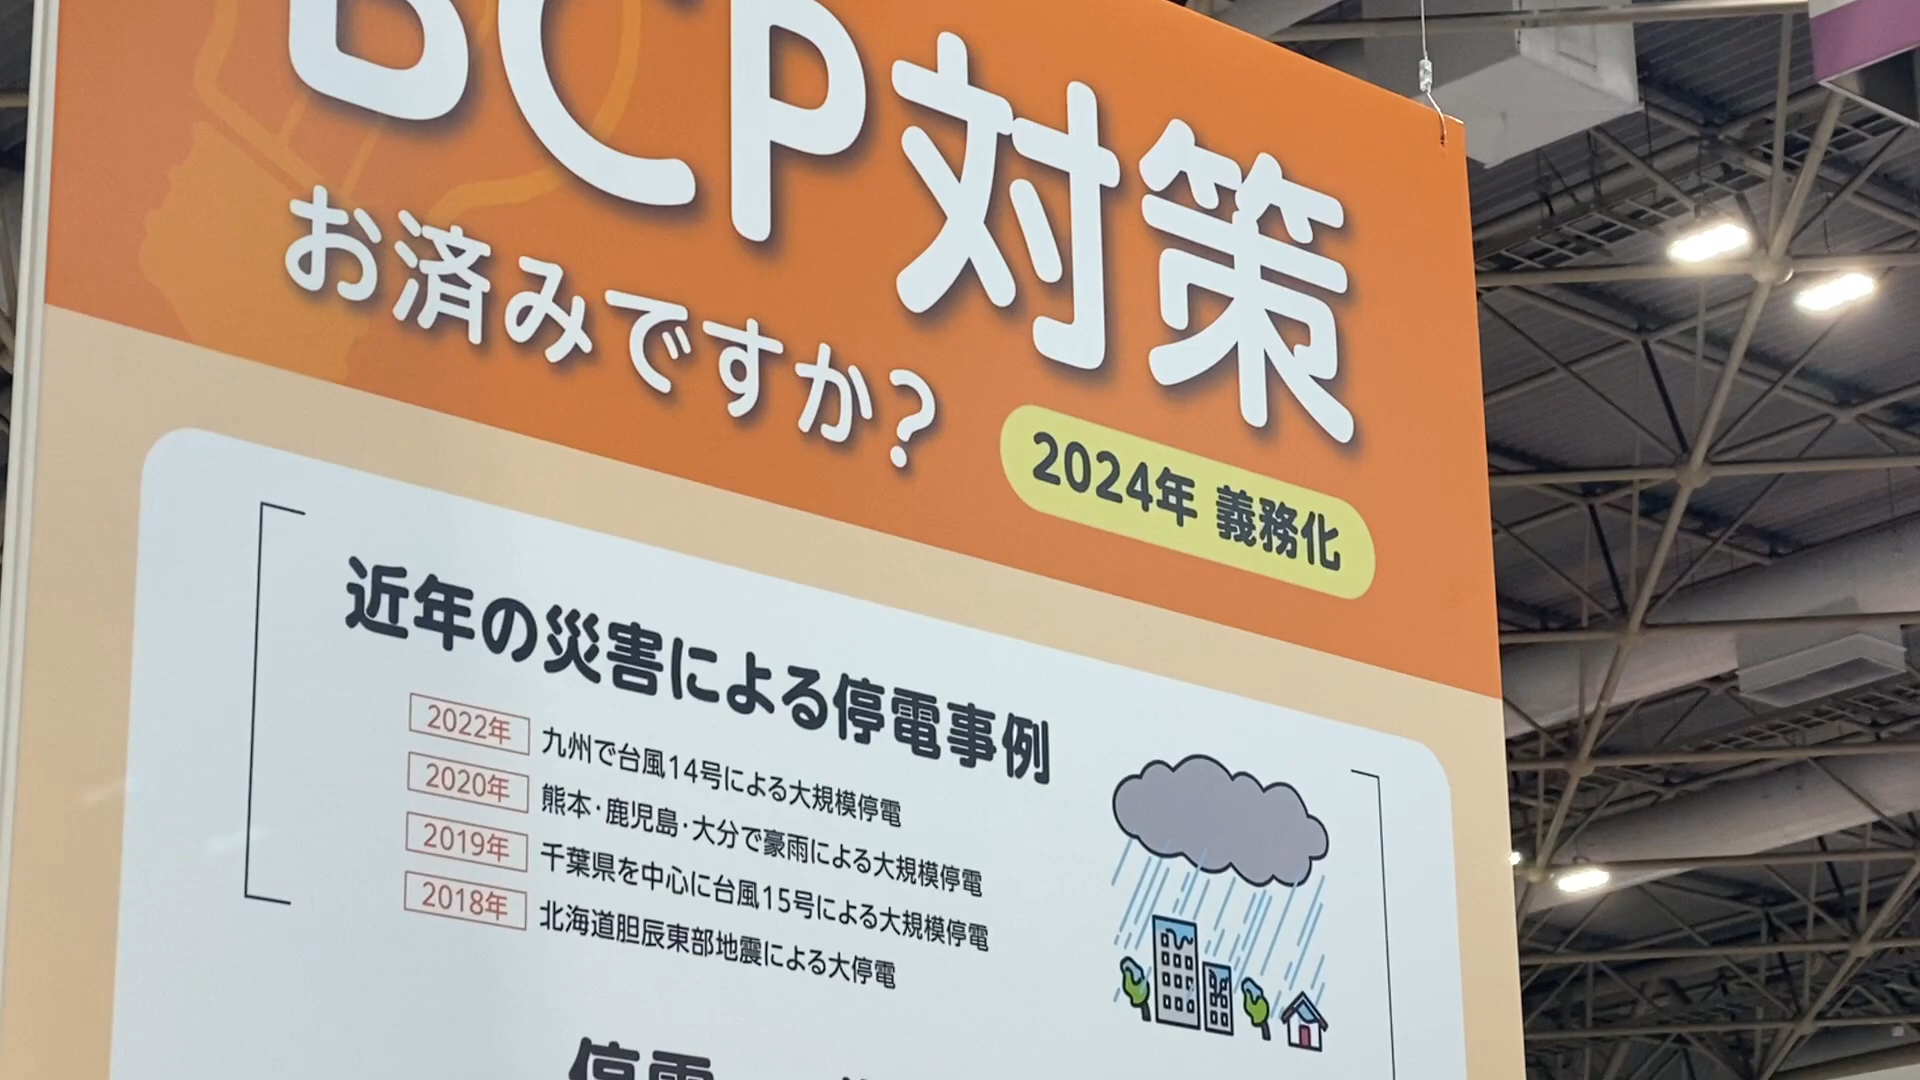 BCP対策
お済みですか?
2024年 義務化
近年の災害による停電事例
2022年 九州で台風14号による大規模停電
2020年 熊本・鹿児島・大分で豪雨による大規模停電
2019年 千葉県を中心に台風15号による大規模停電
2018年 北海道胆辰東部地震による大停電
停電